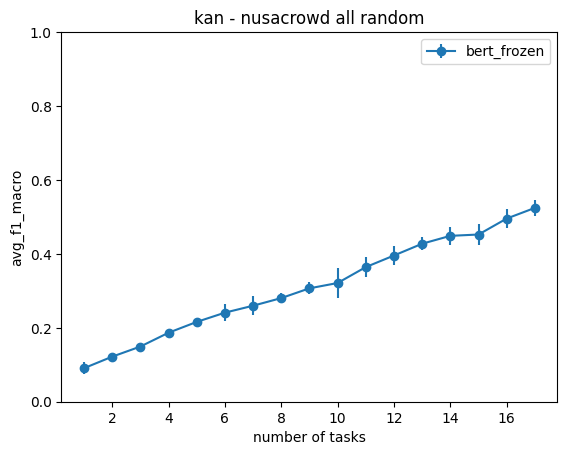 kan - nusacrowd all random
bert_frozen
avg_f1_macro
1.0
0.8
0.6
0.4
0.2
0.0
2 4 6 8 10 12 14 16
number of tasks